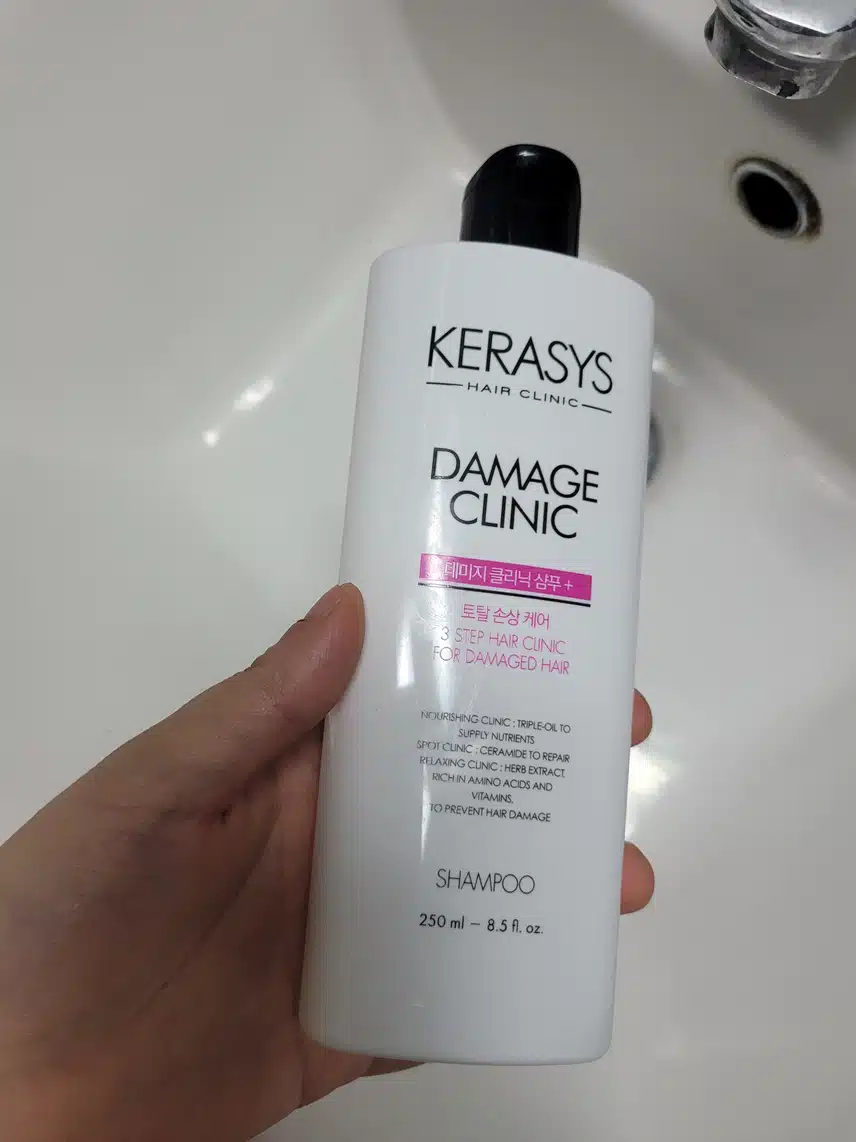 KERASYS
HAIR CLINIC
DAMAGE
CLINIC
데미지 클리닉 샴푸 +
토탈 손상 케어
3 STEP HAIR CLINIC
FOR DAMAGED HAIR
NOURISHING CLINIC : TRIPLE-OIL TO
SUPPLY NUTRIENTS
SPOT CLINIC : CERAMIDE TO REPAIR
RELAXING CLINIC : HERB EXTRACT,
RICH IN AMINO ACIDS AND
VITAMINS,
TO PREVENT HAIR DAMAGE
SHAMPOO
250 ml – 8.5 fl. oz.